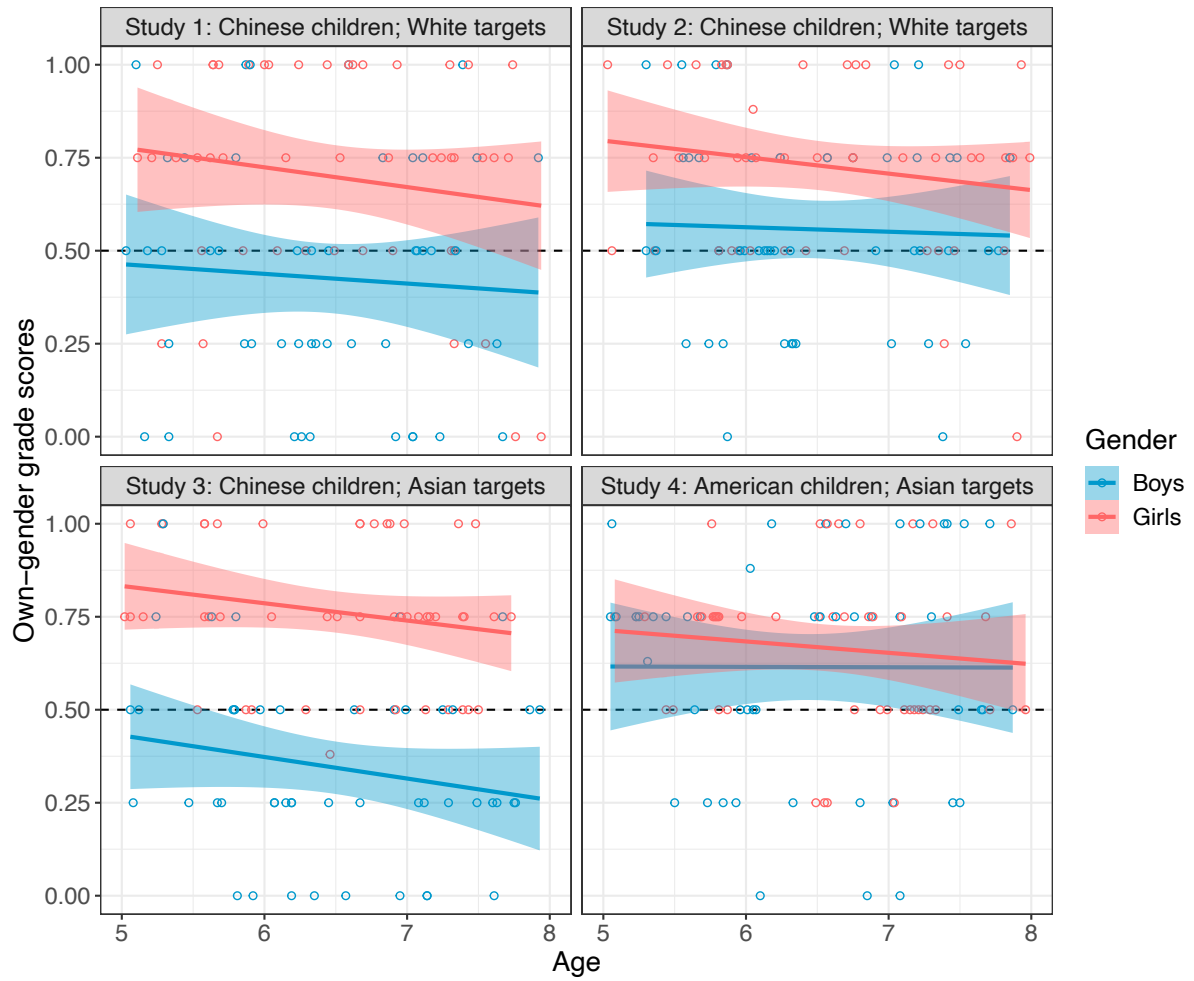 Study 1: Chinese children; White targets
Study 2: Chinese children; White targets
1.00
0.75
0.50
0.25
0.00
Study 3: Chinese children; Asian targets
Study 4: American children; Asian targets
1.00
0.75
0.50
0.25
0.00
5 6 7 8
5 6 7 8
Age
Own−gender grade scores
Gender
Boys
Girls